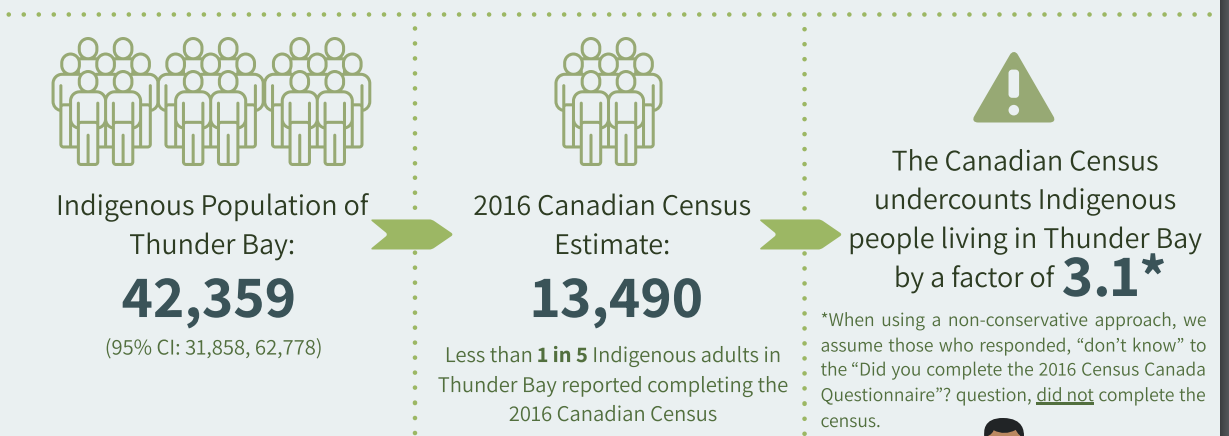 Indigenous Population of
Thunder Bay:
42,359
(95% CI: 31,858, 62,778)
2016 Canadian Census
Estimate:
13,490
Less than 1 in 5 Indigenous adults in
Thunder Bay reported completing the
2016 Canadian Census
The Canadian Census
undercounts Indigenous
people living in Thunder Bay
by a factor of 3.1*
*When using a non-conservative approach, we
assume those who responded, “don’t know” to
the “Did you complete the 2016 Census Canada
Questionnaire”? question, did not complete the
census.